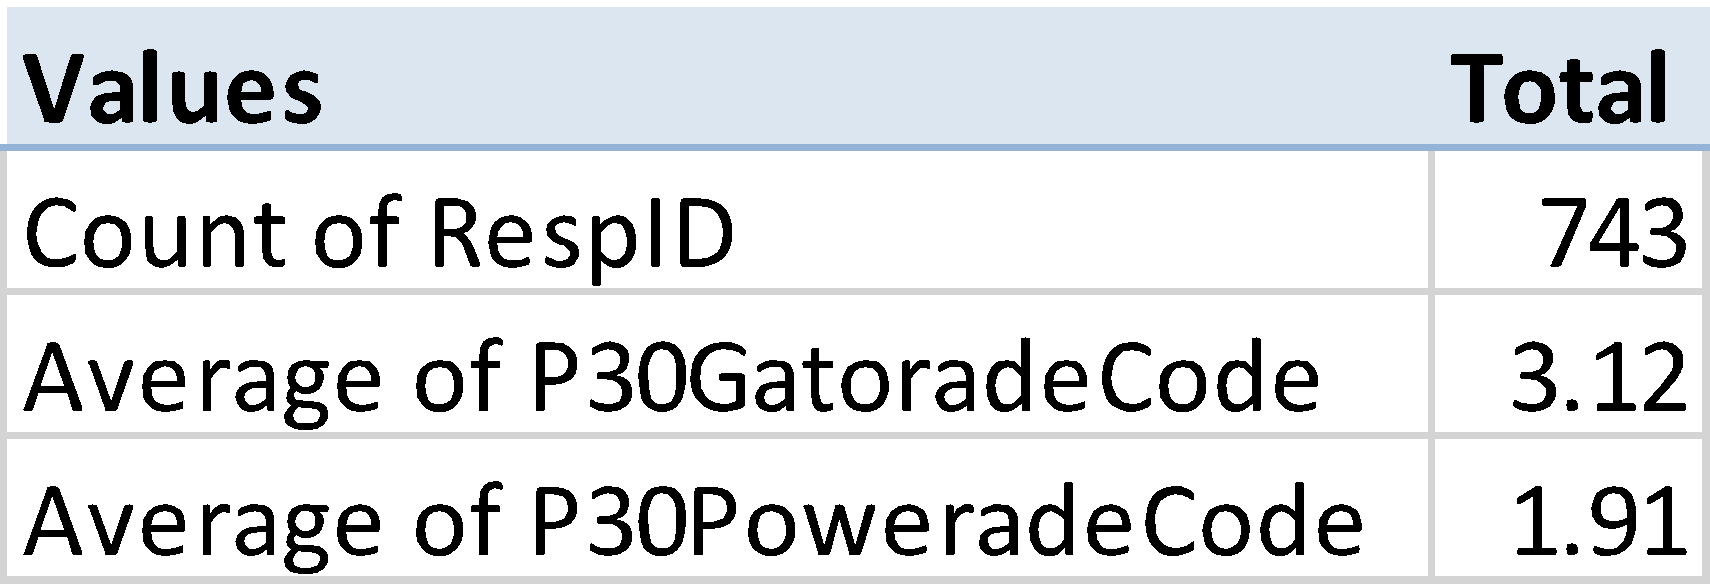 Values Total
Count of RespID 743
Average of P30GatoradeCode 3.12
Average of P30PoweradeCode 1.91